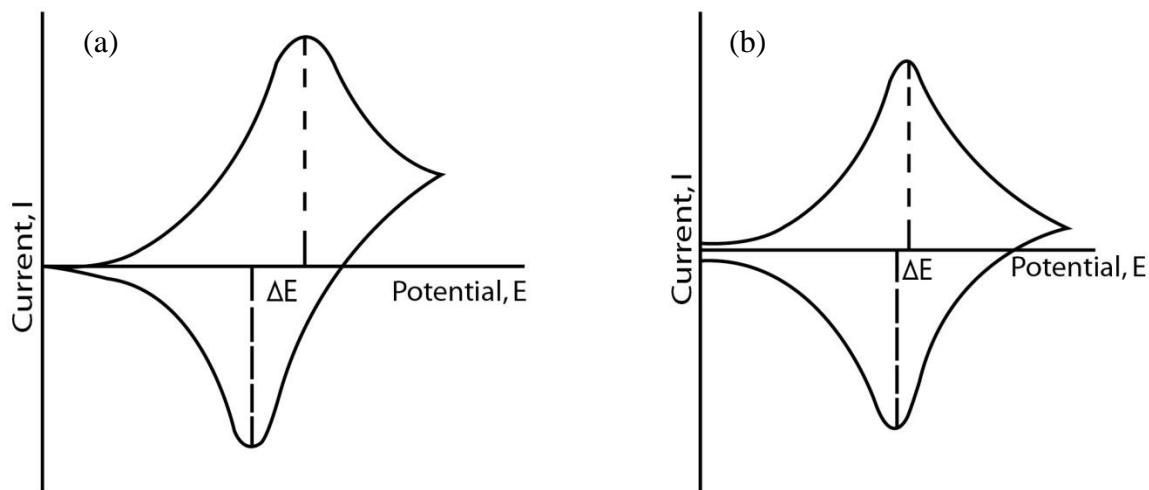 (a)
Current, I
ΔE
Potential, E
(b)
Current, I
ΔE
Potential, E